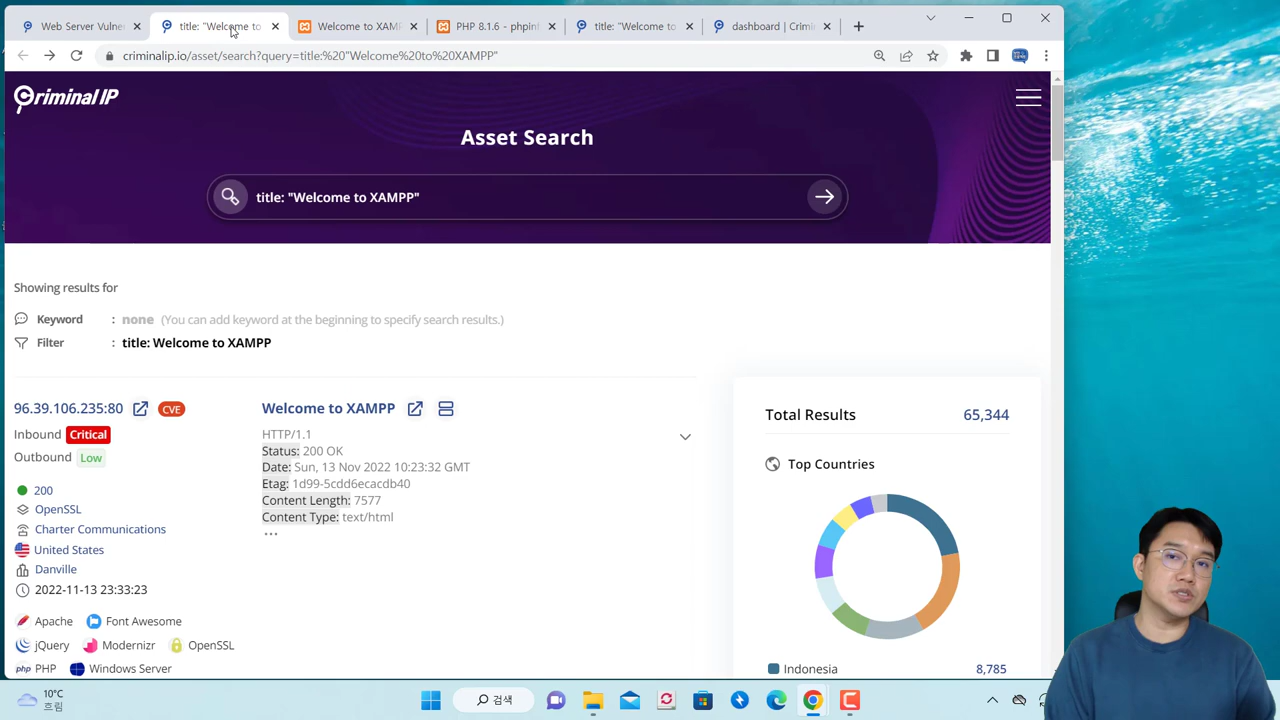 Web Server Vulne
title: "Welcome to
Welcome to XAM
PHP 8.1.6 - phpinf
title: "Welcome to
dashboard | Crimi
criminalip.io/asset/search?query=title:%20"Welcome%20to%20XAMPP"
Criminal IP
Asset Search
title: "Welcome to XAMPP"
Showing results for
Keyword : none (You can add keyword at the beginning to specify search results.)
Filter : title: Welcome to XAMPP
96.39.106.235:80 CVE
Inbound Critical
Outbound Low
200
OpenSSL
Charter Communications
United States
Danville
2022-11-13 23:33:23
Apache Font Awesome
jQuery Modernizr OpenSSL
php PHP Windows Server
Welcome to XAMPP
HTTP/1.1
Status: 200 OK
Date: Sun, 13 Nov 2022 10:23:32 GMT
Etag: 1d99-5cdd6ecacdb40
Content Length: 7577
Content Type: text/html
...
Total Results 65,344
Top Countries
Indonesia 8,785
10°C
흐림
검색